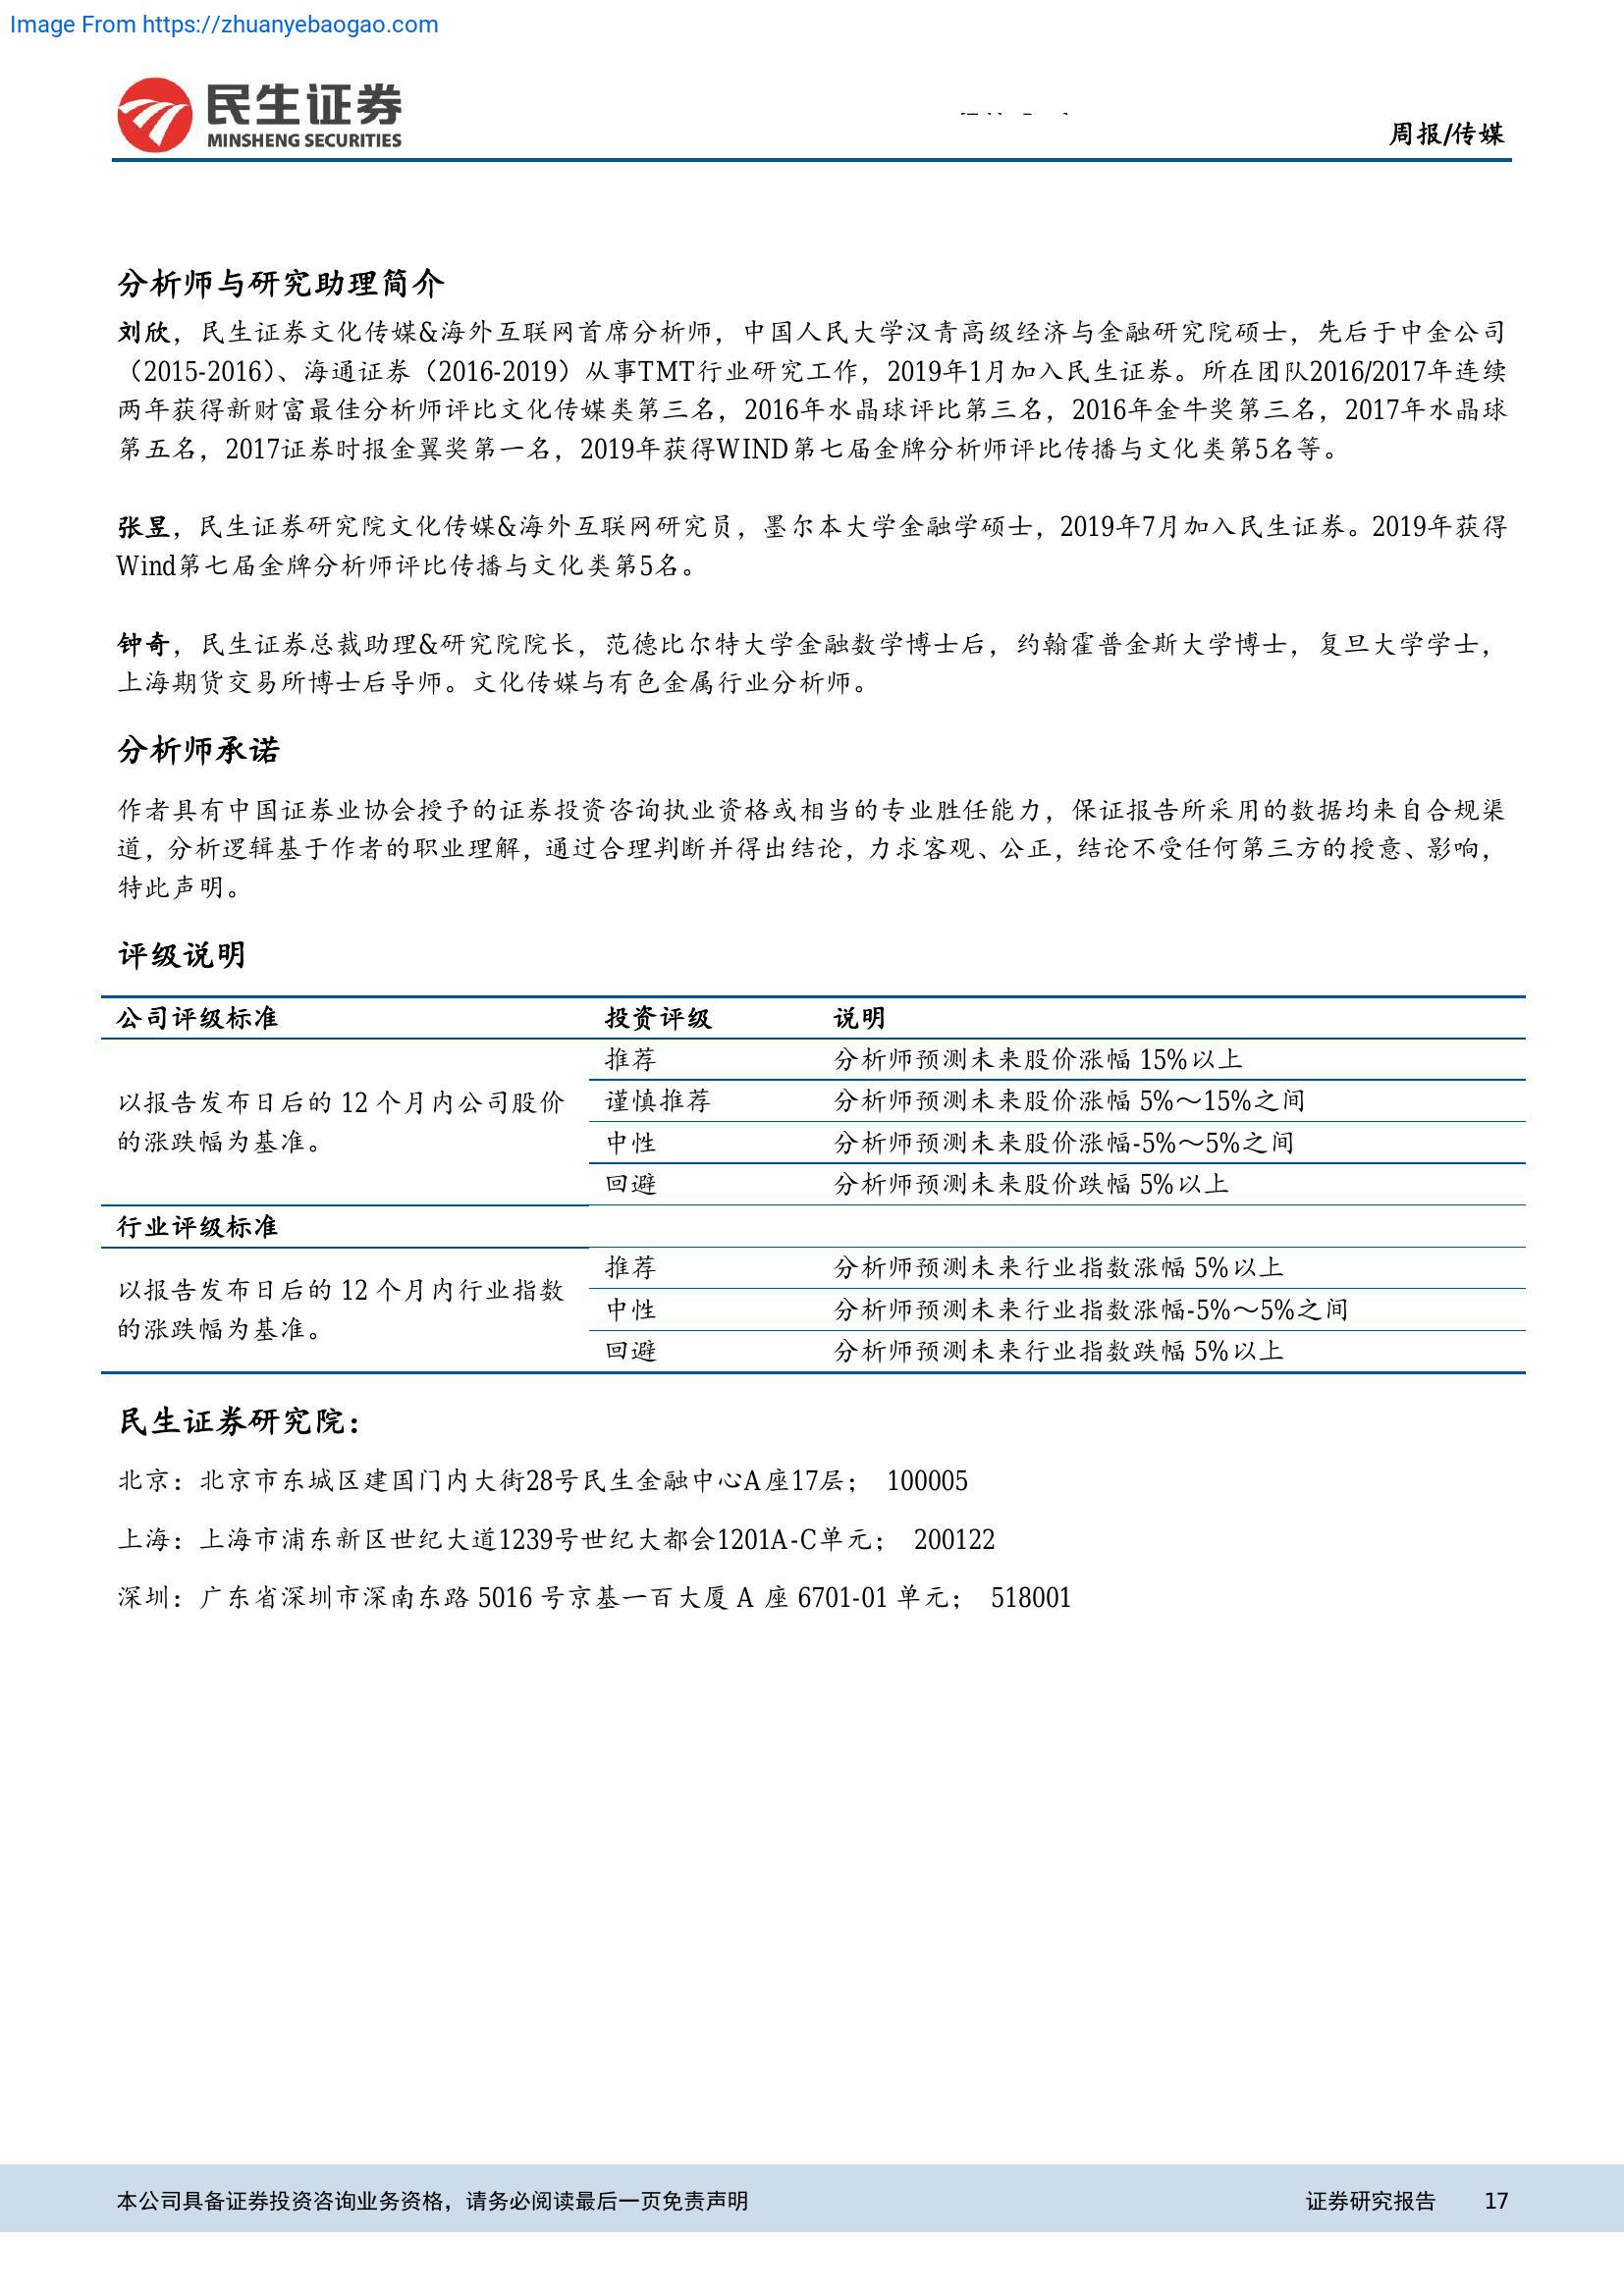 Image From https://zhuanyebaogao.com
民生证券
MINSHENG SECURITIES
周报/传媒
分析师与研究助理简介
刘欣，民生证券文化传媒&海外互联网首席分析师，中国人民大学汉青高级经济与金融研究院硕士，先后于中金公司
（2015-2016）、海通证券（2016-2019）从事TMT行业研究工作，2019年1月加入民生证券。所在团队2016/2017年连续
两年获得新财富最佳分析师评比文化传媒类第三名，2016年水晶球评比第三名，2016年金牛奖第三名，2017年水晶球
第五名，2017证券时报金翼奖第一名，2019年获得WIND第七届金牌分析师评比传播与文化类第5名等。
张昱，民生证券研究院文化传媒&海外互联网研究员，墨尔本大学金融学硕士，2019年7月加入民生证券。2019年获得
Wind第七届金牌分析师评比传播与文化类第5名。
钟奇，民生证券总裁助理&研究院院长，范德比尔特大学金融数学博士后，约翰霍普金斯大学博士，复旦大学学士，
上海期货交易所博士后导师。文化传媒与有色金属行业分析师。
分析师承诺
作者具有中国证券业协会授予的证券投资咨询执业资格或相当的专业胜任能力，保证报告所采用的数据均来自合规渠
道，分析逻辑基于作者的职业理解，通过合理判断并得出结论，力求客观、公正，结论不受任何第三方的授意、影响，
特此声明。
评级说明
公司评级标准 投资评级 说明
推荐 分析师预测未来股价涨幅 15%以上
以报告发布日后的 12 个月内公司股价
谨慎推荐 分析师预测未来股价涨幅 5%～15%之间
的涨跌幅为基准。
中性 分析师预测未来股价涨幅-5%～5%之间
回避 分析师预测未来股价跌幅 5%以上
行业评级标准
推荐 分析师预测未来行业指数涨幅 5%以上
以报告发布日后的 12 个月内行业指数
中性 分析师预测未来行业指数涨幅-5%～5%之间
的涨跌幅为基准。
回避 分析师预测未来行业指数跌幅 5%以上
民生证券研究院：
北京：北京市东城区建国门内大街28号民生金融中心A座17层； 100005
上海：上海市浦东新区世纪大道1239号世纪大都会1201A-C单元； 200122
深圳：广东省深圳市深南东路 5016 号京基一百大厦 A 座 6701-01 单元； 518001
本公司具备证券投资咨询业务资格，请务必阅读最后一页免责声明 证券研究报告 17